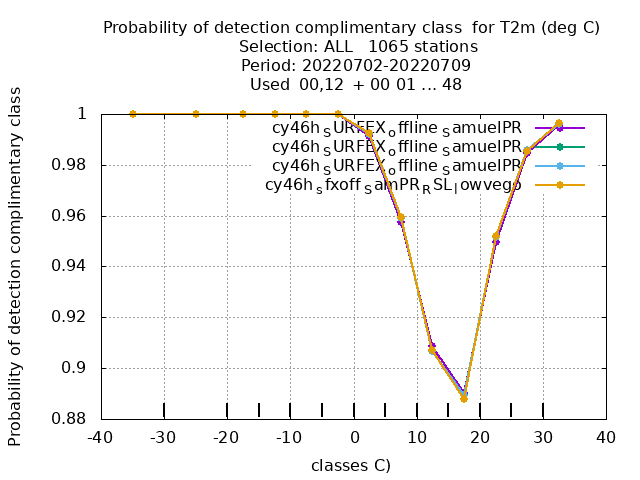 Probability of detection complimentary class  for T2m (deg C)
Selection: ALL   1065 stations
Period: 20220702-20220709
Used  00,12  + 00 01 ... 48
Probability of detection complimentary class
cy46h_SURFEX_offline_SamuelPR
cy46h_SURFEX_offline_SamuelPR
cy46h_SURFEX_offline_SamuelPR
cy46h_sfxoff_SamPR_RSL_lowvegp
1
0.98
0.96
0.94
0.92
0.9
0.88
-40 -30 -20 -10 0 10 20 30 40
classes C)